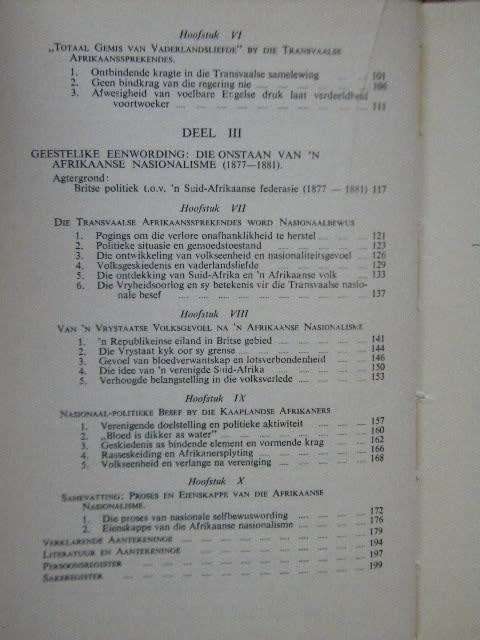 Hoofstuk VI
„Totaal Gemis van Vaderlandsliefde” by die Transvaalse
Afrikaanssprekendes.
1. Ontbindende kragte in die Transvaalse samelewing .... .... 101
2. Geen bindkrag van die regering nie .... .... .... .... 106
3. Afwesigheid van voelbare Engelse druk laat verdeeldheid
voortwoeker .... .... .... .... .... .... .... 111
DEEL III
GEESTELIKE EENWORDING: DIE ONSTAAN VAN 'N
AFRIKAANSE NASIONALISME (1877—1881).
Agtergrond:
Britse politiek t.o.v. 'n Suid-Afrikaanse federasie (1877 — 1881) 117
Hoofstuk VII
Die Transvaalse Afrikaanssprekendes word Nasionaalbewus
1. Pogings om die verlore onafhanklikheid te herstel .... .... 121
2. Politieke situasie en gemoedstoestand .... .... .... 123
3. Die ontwikkeling van volkseenheid en nasionaliteitsgevoel .... 126
4. Volksgeskiedenis en vaderlandsliefde .... .... .... 129
5. Die ontdekking van Suid-Afrika en 'n Afrikaanse volk .... 133
6. Die Vryheidsoorlog en sy betekenis vir die Transvaalse nasio-
nale besef .... .... .... .... .... .... .... 137
Hoofstuk VIII
Van 'n Vrystaatse Volksgevoel na 'n Afrikaanse Nasionalisme
1. 'n Republikeinse eiland in Britse gebied .... .... .... 141
2. Die Vrystaat kyk oor sy grense .... .... .... .... 144
3. Gevoel van bloedverwantskap en lotsverbondenheid .... .... 146
4. Die idee van 'n verenigde Suid-Afrika .... .... .... 150
5. Verhoogde belangstelling in die volksverlede .... .... .... 153
Hoofstuk IX
Nasionaal-politieke Besef by die Kaaplandse Afrikaners
1. Verenigende doelstelling en politieke aktiwiteit .... .... 157
2. „Bloed is dikker as water” .... .... .... .... .... 160
3. Geskiedenis as bindende element en vormende krag .... .... 162
4. Rasseskeiding en Afrikanersplyting .... .... .... .... 166
5. Volkseenheid en verlange na vereniging .... .... .... 168
Hoofstuk X
Samevatting: Proses en Eienskappe van die Afrikaanse
Nasionalisme.
1. Die proses van nasionale selfbewuswording .... .... .... 172
2. Eienskappe van die Afrikaanse nasionalisme .... .... .... 176
Verklarende Aantekeninge .... .... .... .... .... 179
Literatuur en Aantekeninge .... .... .... .... .... 194
Persoonsregister .... .... .... .... .... .... 197
Sakeregister .... .... .... .... .... .... .... 199